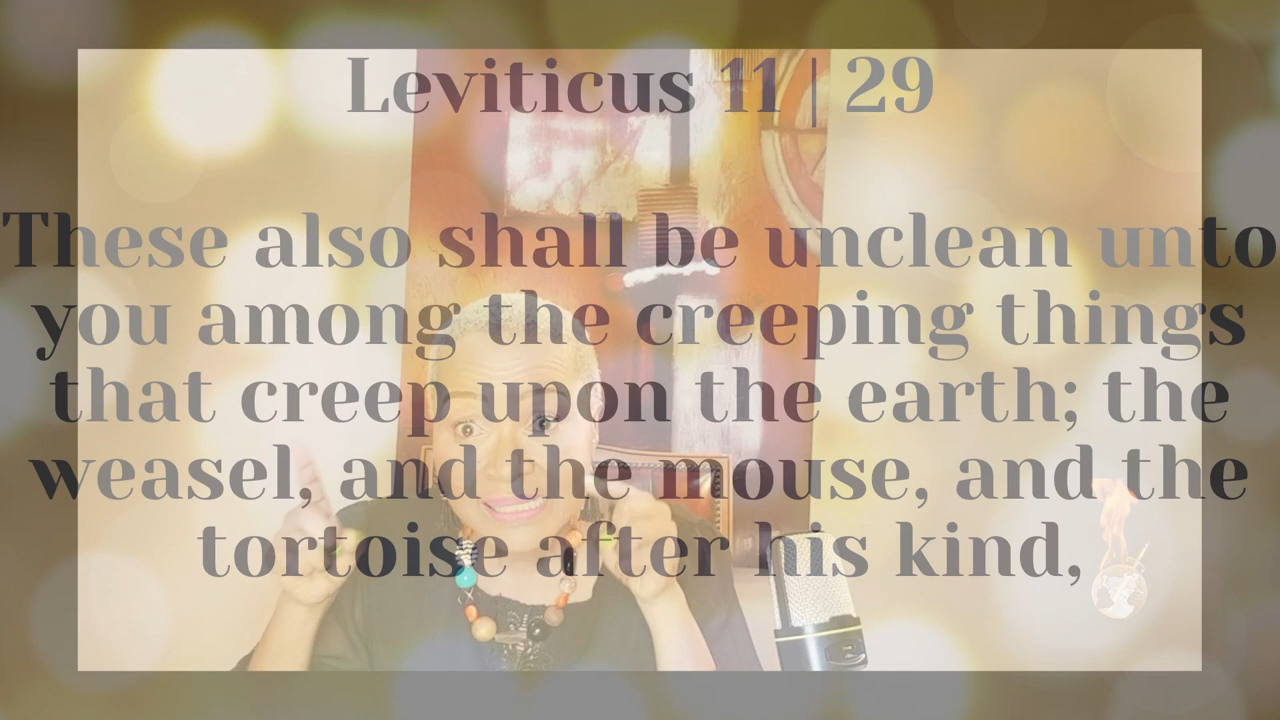 Leviticus 11 | 29
These also shall be unclean unto
you among the creeping things
that creep upon the earth; the
weasel, and the mouse, and the
tortoise after his kind,